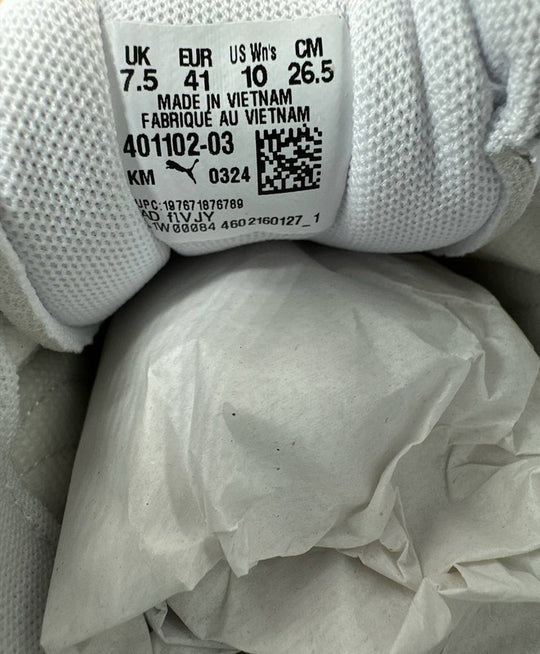 UK EUR US Wn's CM
7.5 41 10 26.5
MADE IN VIETNAM
FABRIQUÉ AU VIETNAM
401102-03
KM 0324
UPC:197671876789
AD f1VJY
TW00084 4602160127_1